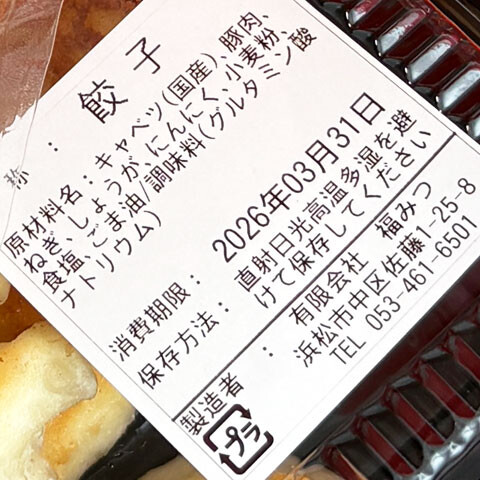 称： 餃子
原材料名：キャベツ(国産)、豚肉、
ねぎ、しょうが、にんにく、小麦粉、
食塩、ごま油/調味料(グルタミン酸
ナトリウム)
消費期限： 2026年03月31日
保存方法： 直射日光高温多湿を避
けて保存してください
製造者： 有限会社 福みつ
浜松市中区佐藤1-25-8
TEL 053-461-6501
プラ